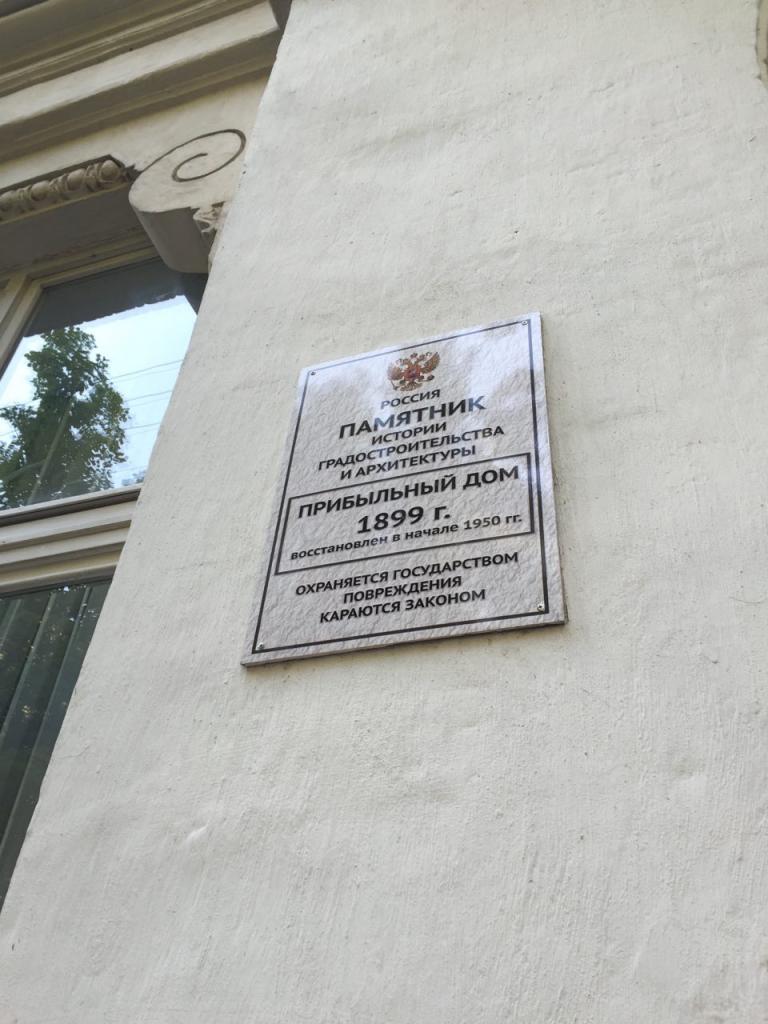 РОССИЯ
ПАМЯТНИК
ИСТОРИИ
ГРАДОСТРОИТЕЛЬСТВА
И АРХИТЕКТУРЫ
ПРИБЫЛЬНЫЙ ДОМ
1899 г.
восстановлен в начале 1950 гг.
ОХРАНЯЕТСЯ ГОСУДАРСТВОМ
ПОВРЕЖДЕНИЯ
КАРАЮТСЯ ЗАКОНОМ